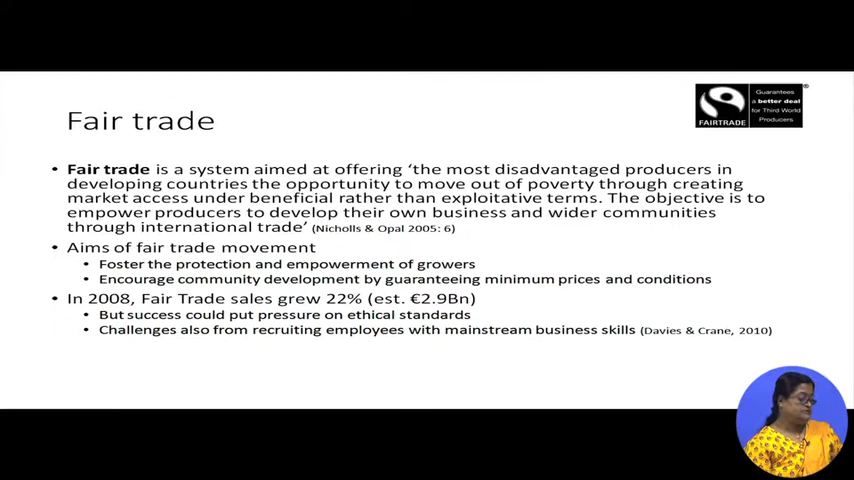 Fair trade
FAIRTRADE
Guarantees
a better deal
for Third World
Producers
®
• Fair trade is a system aimed at offering ‘the most disadvantaged producers in
developing countries the opportunity to move out of poverty through creating
market access under beneficial rather than exploitative terms. The objective is to
empower producers to develop their own business and wider communities
through international trade’ (Nicholls & Opal 2005: 6)
• Aims of fair trade movement
• Foster the protection and empowerment of growers
• Encourage community development by guaranteeing minimum prices and conditions
• In 2008, Fair Trade sales grew 22% (est. €2.9Bn)
• But success could put pressure on ethical standards
• Challenges also from recruiting employees with mainstream business skills (Davies & Crane, 2010)